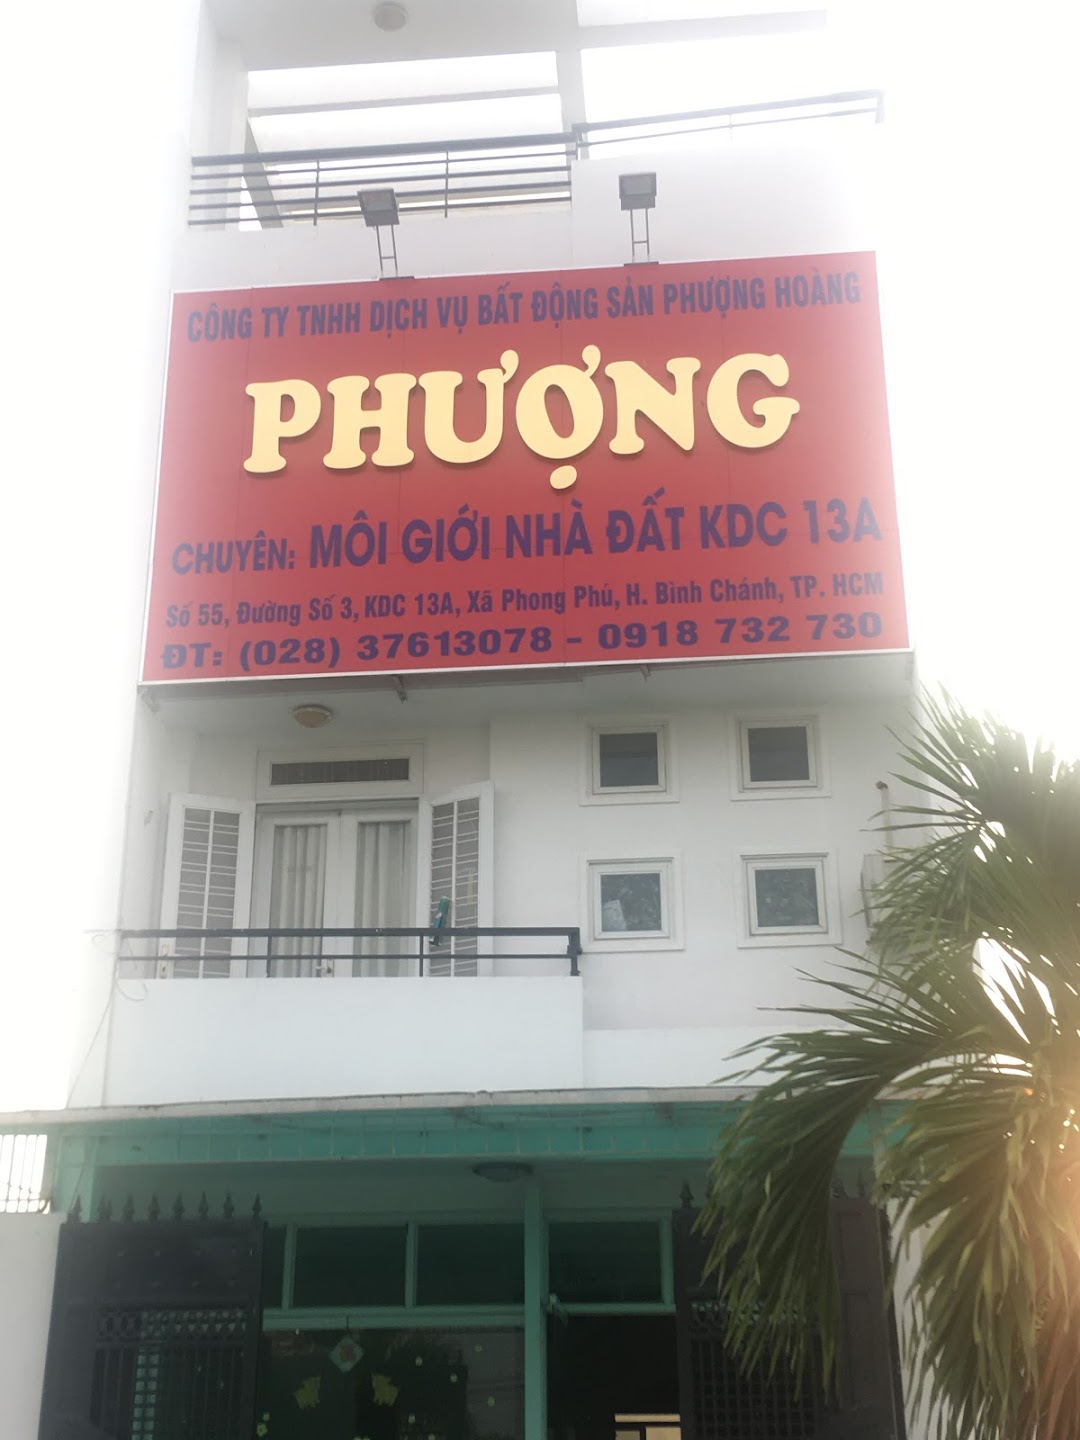 CÔNG TY TNHH DỊCH VỤ BẤT ĐỘNG SẢN PHƯỢNG HOÀNG
PHƯỢNG
CHUYÊN: MÔI GIỚI NHÀ ĐẤT KDC 13A
Số 55, Đường Số 3, KDC 13A, Xã Phong Phú, H. Bình Chánh, TP. HCM
ĐT: (028) 37613078 - 0918 732 730